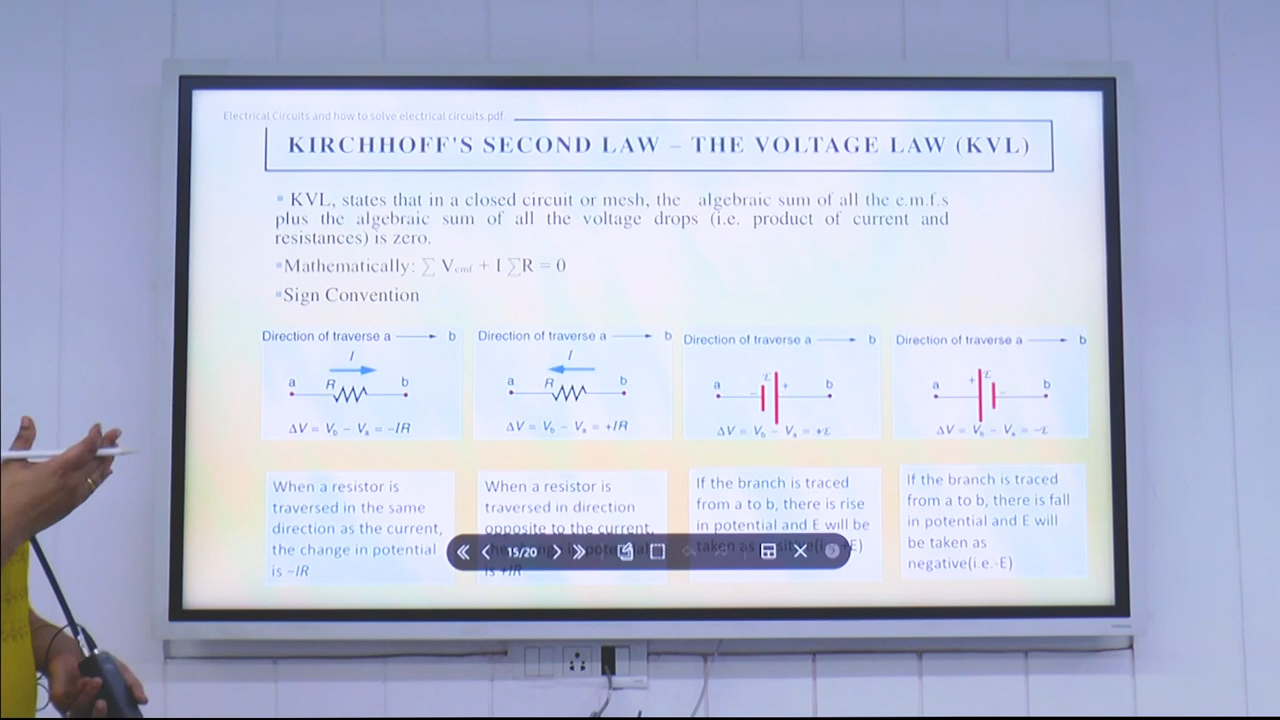 Electrical Circuits and how to solve electrical circuits.pdf
KIRCHHOFF'S SECOND LAW – THE VOLTAGE LAW (KVL)
▪ KVL, states that in a closed circuit or mesh, the algebraic sum of all the e.m.f.s
plus the algebraic sum of all the voltage drops (i.e. product of current and
resistances) is zero.
▪Mathematically: ∑ Vemf + I ∑R = 0
▪Sign Convention
Direction of traverse a → b
I
a R b
ΔV = Vb – Va = –IR
Direction of traverse a → b
I
a R b
ΔV = Vb – Va = +IR
Direction of traverse a → b
a – E + b
ΔV = Vb – Va = +E
Direction of traverse a → b
a + E – b
ΔV = Vb – Va = –E
When a resistor is
traversed in the same
direction as the current,
the change in potential
is –IR
When a resistor is
traversed in direction
opposite to the current,
the change in potential
is +IR
If the branch is traced
from a to b, there is rise
in potential and E will be
taken as positive(i.e. +E)
If the branch is traced
from a to b, there is fall
in potential and E will
be taken as
negative(i.e.-E)
15/20